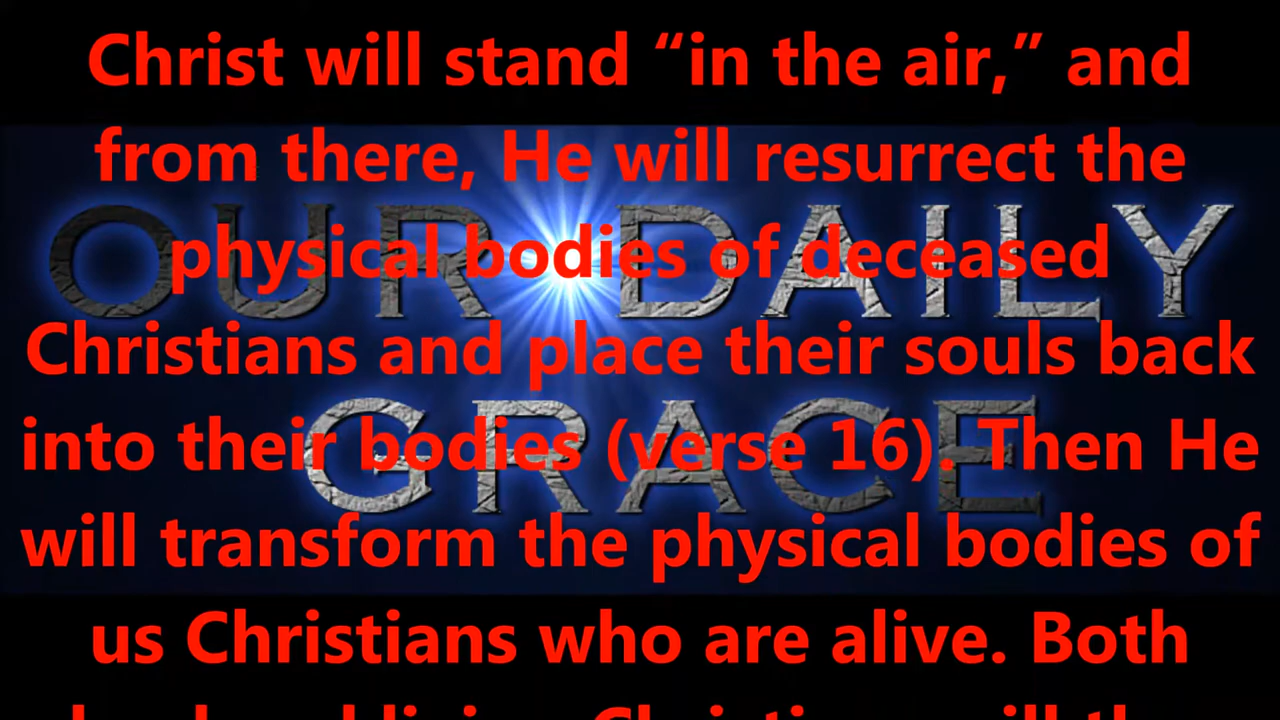 Christ will stand “in the air,” and
from there, He will resurrect the
physical bodies of deceased
Christians and place their souls back
into their bodies (verse 16). Then He
will transform the physical bodies of
us Christians who are alive. Both
OUR DAILY
GRACE